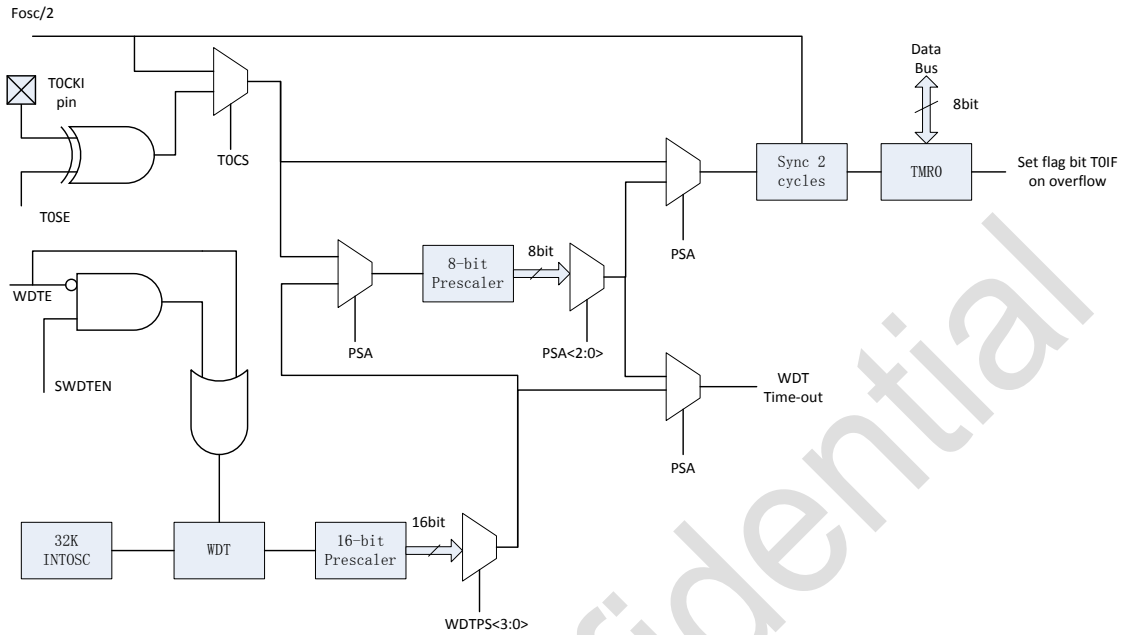 Fosc/2
T0CKI
pin
T0CS
T0SE
Data
Bus
8bit
Sync 2
cycles
TMR0
Set flag bit T0IF
on overflow
PSA
WDTE
SWDTEN
8-bit
Prescaler
8bit
PSA
PSA<2:0>
WDT
Time-out
PSA
32K
INTOSC
WDT
16-bit
Prescaler
16bit
WDTPS<3:0>
fidential